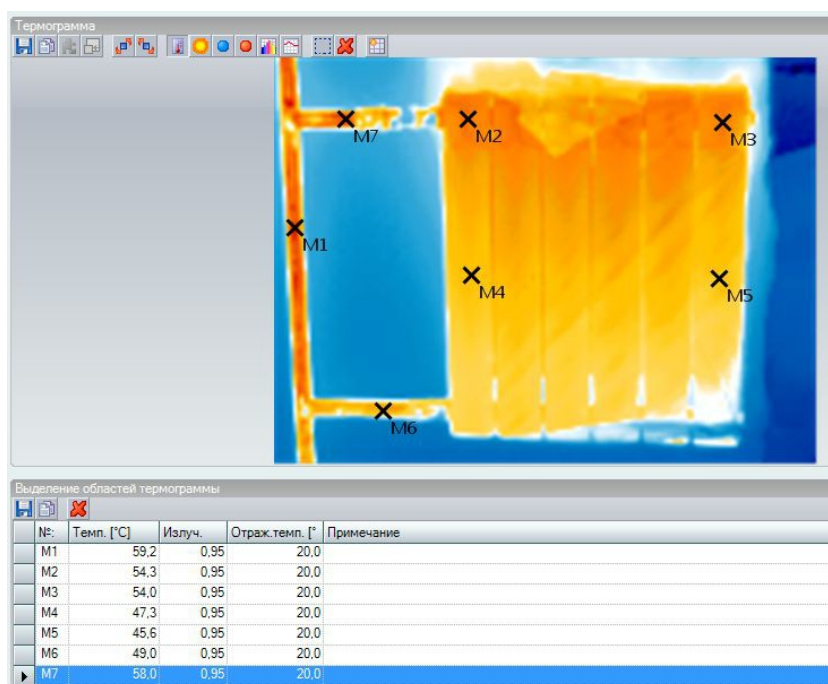 Термограмма
M7
M2
M3
M1
M4
M5
M6
Выделение областей термограммы
№: Темп. [°C] Излуч. Отраж.темп. [° Примечание
M1 59,2 0,95 20,0
M2 54,3 0,95 20,0
M3 54,0 0,95 20,0
M4 47,3 0,95 20,0
M5 45,6 0,95 20,0
M6 49,0 0,95 20,0
M7 58,0 0,95 20,0